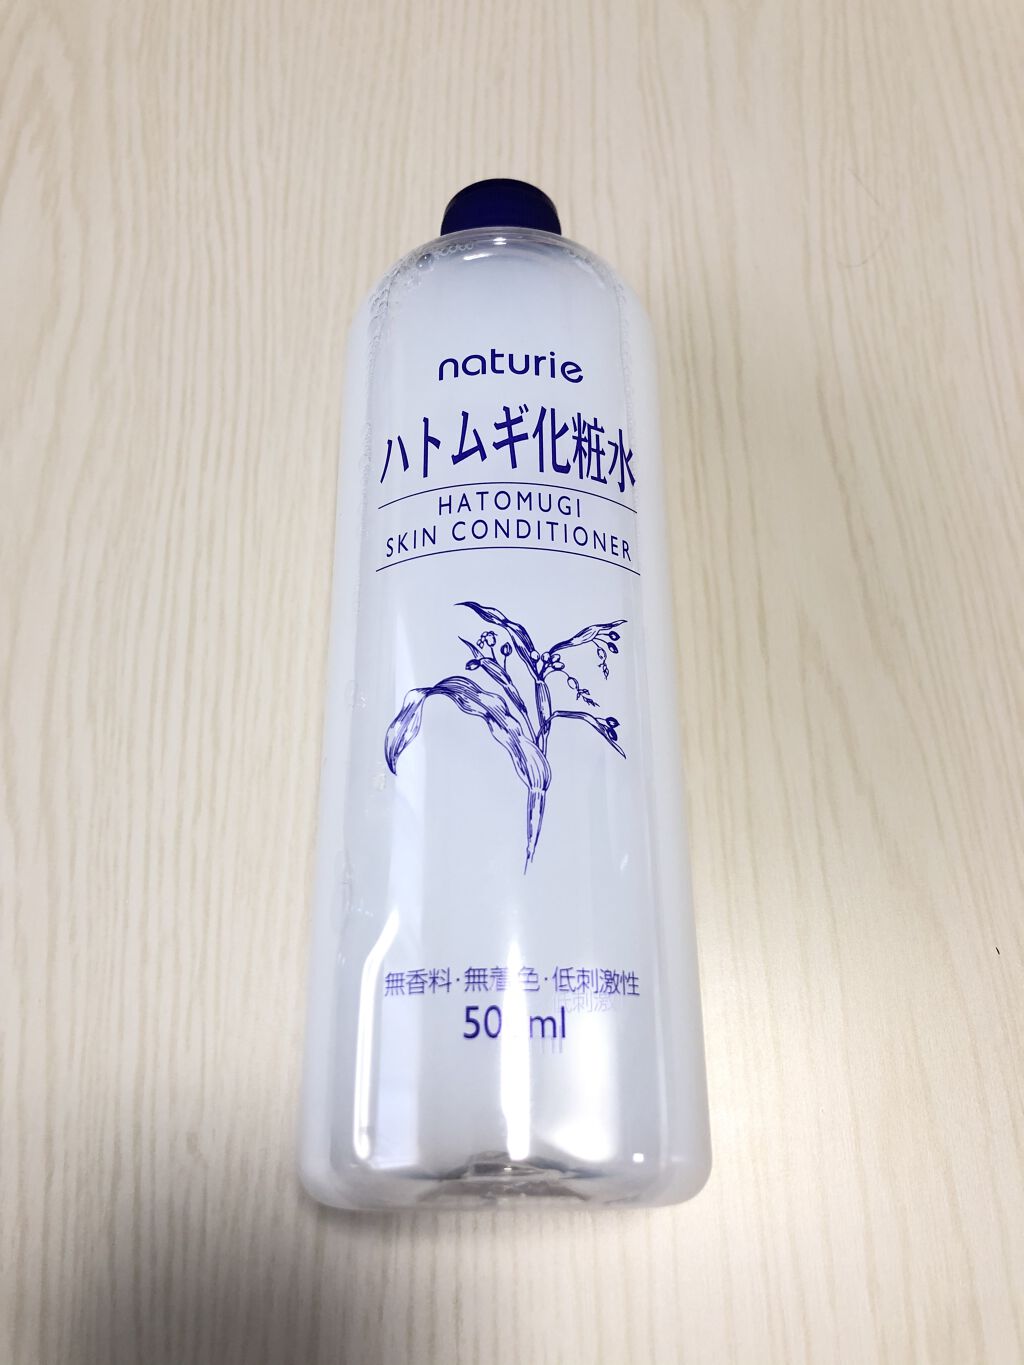 naturie
ハトムギ化粧水
HATOMUGI
SKIN CONDITIONER
無香料・無着色・低刺激性
500ml